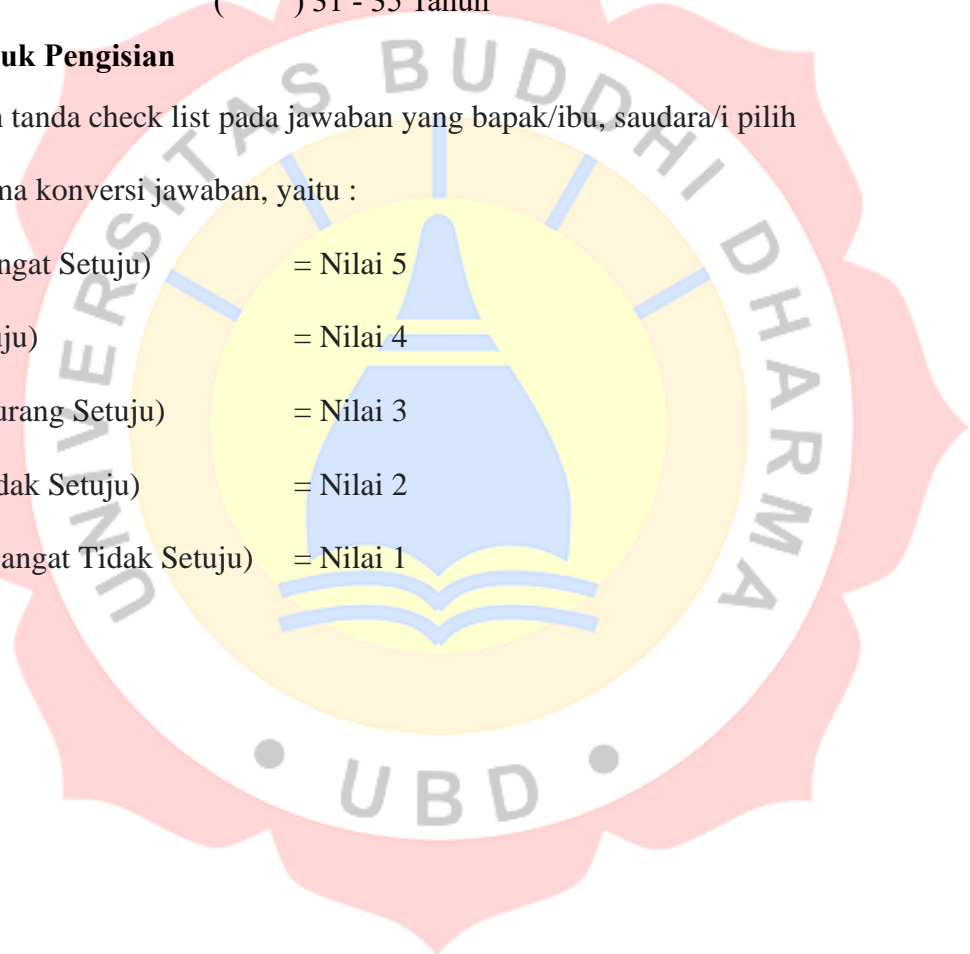 ( ) 31 - 35 Tahun
uk Pengisian
tanda check list pada jawaban yang bapak/ibu, saudara/i pilih
ma konversi jawaban, yaitu :
ngat Setuju) = Nilai 5
ju) = Nilai 4
urang Setuju) = Nilai 3
dak Setuju) = Nilai 2
angat Tidak Setuju) = Nilai 1
UNIVERSITAS BUDDHI DHARMA
• UBD •